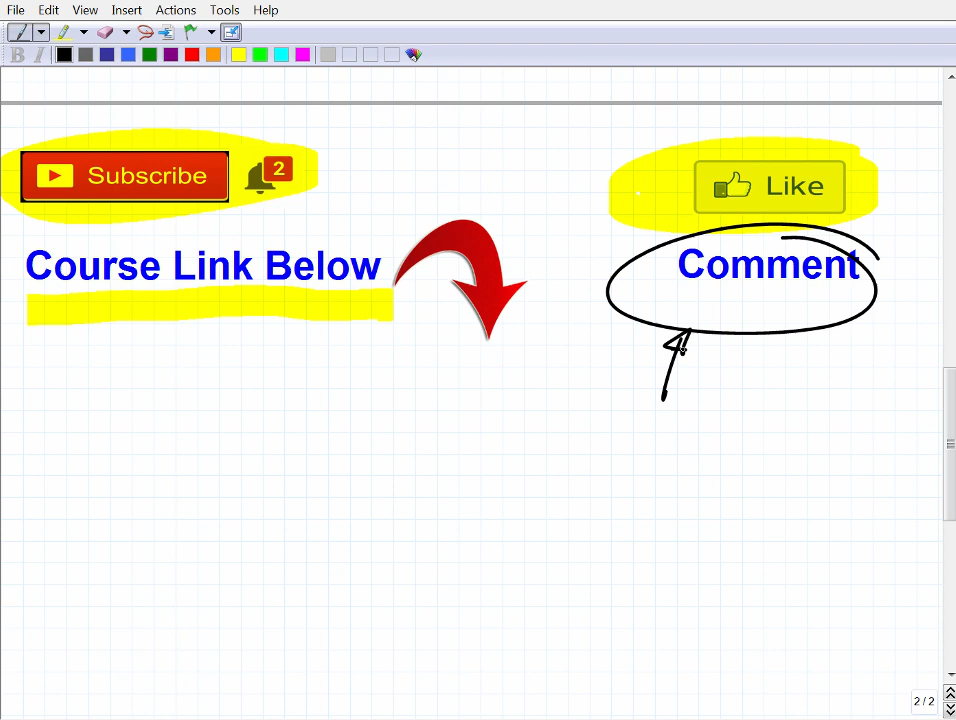 File Edit View Insert Actions Tools Help
B I
Subscribe 2
Like
Course Link Below
Comment
2 / 2